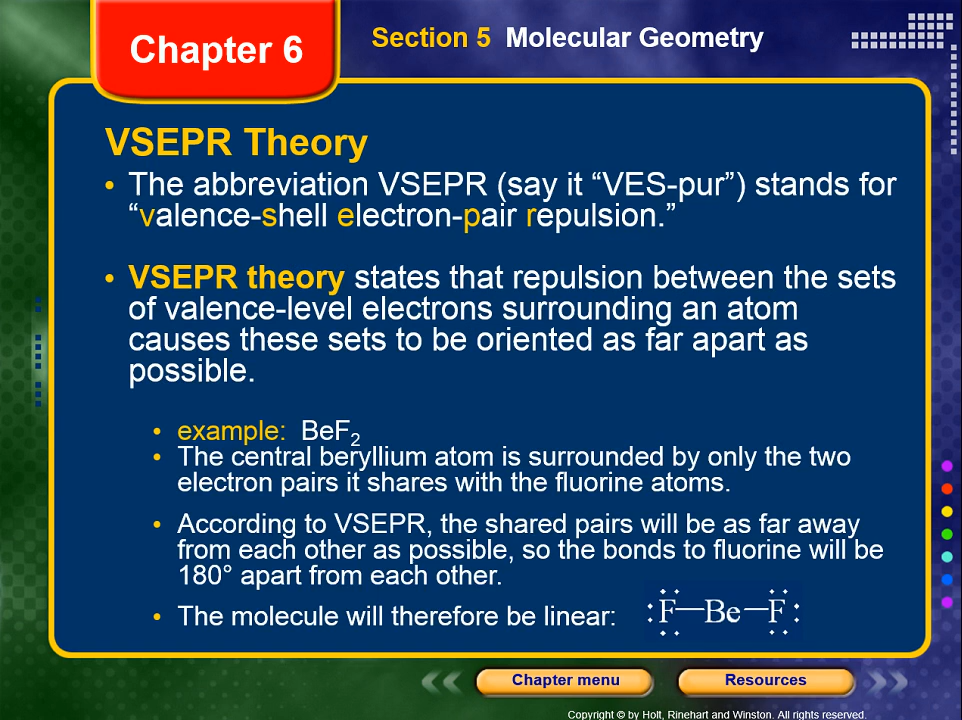 Chapter 6
Section 5 Molecular Geometry
VSEPR Theory
• The abbreviation VSEPR (say it “VES-pur”) stands for
“valence-shell electron-pair repulsion.”
• VSEPR theory states that repulsion between the sets
of valence-level electrons surrounding an atom
causes these sets to be oriented as far apart as
possible.
• example: BeF₂
• The central beryllium atom is surrounded by only the two
electron pairs it shares with the fluorine atoms.
• According to VSEPR, the shared pairs will be as far away
from each other as possible, so the bonds to fluorine will be
180° apart from each other.
• The molecule will therefore be linear: F—Be—F
Chapter menu Resources
Copyright © by Holt, Rinehart and Winston. All rights reserved.